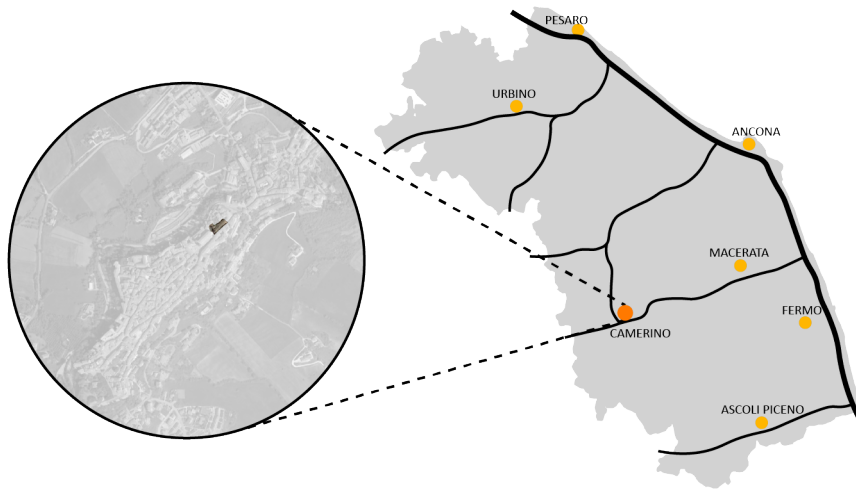 PESARO
URBINO
ANCONA
MACERATA
FERMO
CAMERINO
ASCOLI PICENO